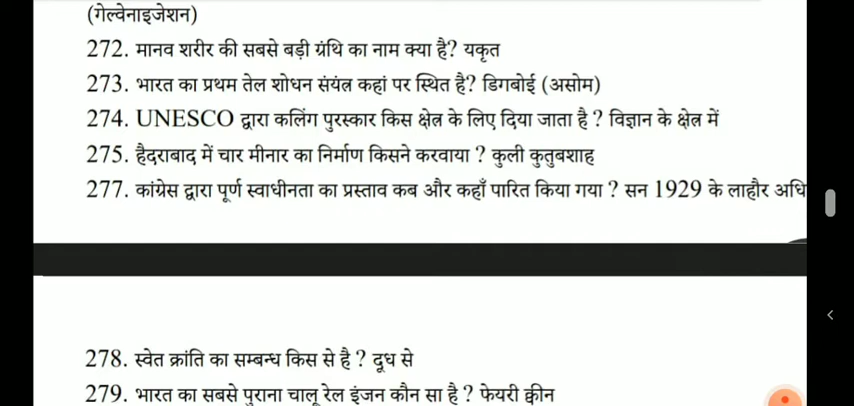 (गेल्वेनाइजेशन)
272. मानव शरीर की सबसे बड़ी ग्रंथि का नाम क्या है? यकृत
273. भारत का प्रथम तेल शोधन संयंत्र कहां पर स्थित है? डिगबोई (असोम)
274. UNESCO द्वारा कलिंग पुरस्कार किस क्षेत्र के लिए दिया जाता है ? विज्ञान के क्षेत्र में
275. हैदराबाद में चार मीनार का निर्माण किसने करवाया ? कुली कुतुबशाह
277. कांग्रेस द्वारा पूर्ण स्वाधीनता का प्रस्ताव कब और कहाँ पारित किया गया ? सन 1929 के लाहौर अधि
278. स्वेत क्रांति का सम्बन्ध किस से है ? दूध से
279. भारत का सबसे पुराना चालू रेल इंजन कौन सा है ? फेयरी क्वीन